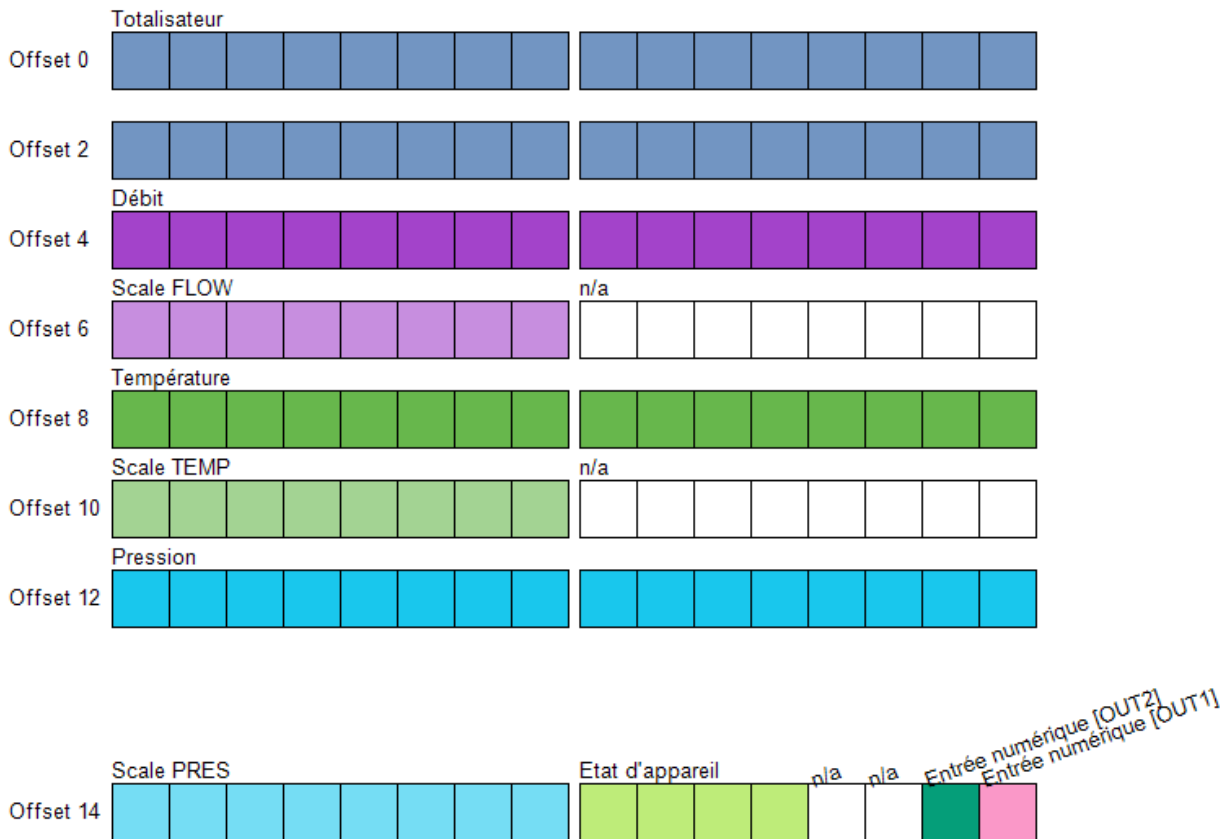 Totalisateur
Offset 0
Offset 2
Débit
Offset 4
Scale FLOW n/a
Offset 6
Température
Offset 8
Scale TEMP n/a
Offset 10
Pression
Offset 12
Scale PRES Etat d'appareil n/a n/a Entrée numérique [OUT2] Entrée numérique [OUT1]
Offset 14